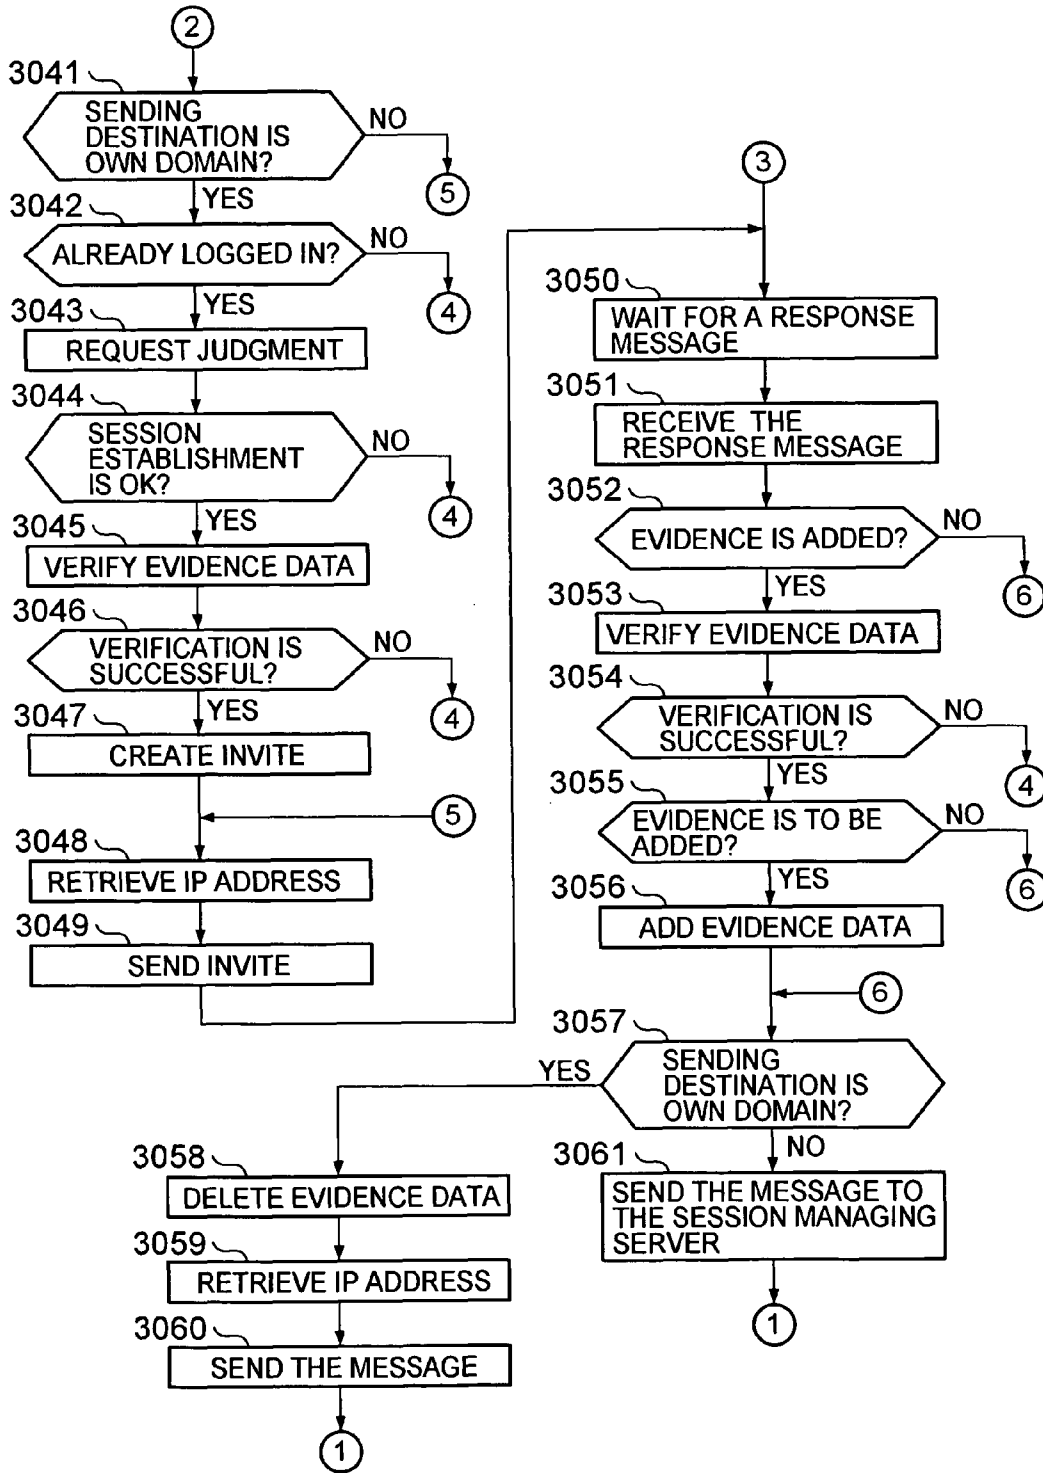 2
3041
SENDING
DESTINATION IS
OWN DOMAIN?
NO
5
YES
3042
ALREADY LOGGED IN?
NO
4
YES
3043
REQUEST JUDGMENT
3044
SESSION
ESTABLISHMENT
IS OK?
NO
4
YES
3045
VERIFY EVIDENCE DATA
3046
VERIFICATION IS
SUCCESSFUL?
NO
4
YES
3047
CREATE INVITE
5
3048
RETRIEVE IP ADDRESS
3049
SEND INVITE
3
3050
WAIT FOR A RESPONSE
MESSAGE
3051
RECEIVE THE
RESPONSE MESSAGE
3052
EVIDENCE IS ADDED?
NO
6
YES
3053
VERIFY EVIDENCE DATA
3054
VERIFICATION IS
SUCCESSFUL?
NO
4
YES
3055
EVIDENCE IS TO BE
ADDED?
NO
6
YES
3056
ADD EVIDENCE DATA
6
3057
SENDING
DESTINATION IS
OWN DOMAIN?
YES
NO
3058
DELETE EVIDENCE DATA
3059
RETRIEVE IP ADDRESS
3060
SEND THE MESSAGE
1
3061
SEND THE MESSAGE TO
THE SESSION MANAGING
SERVER
1